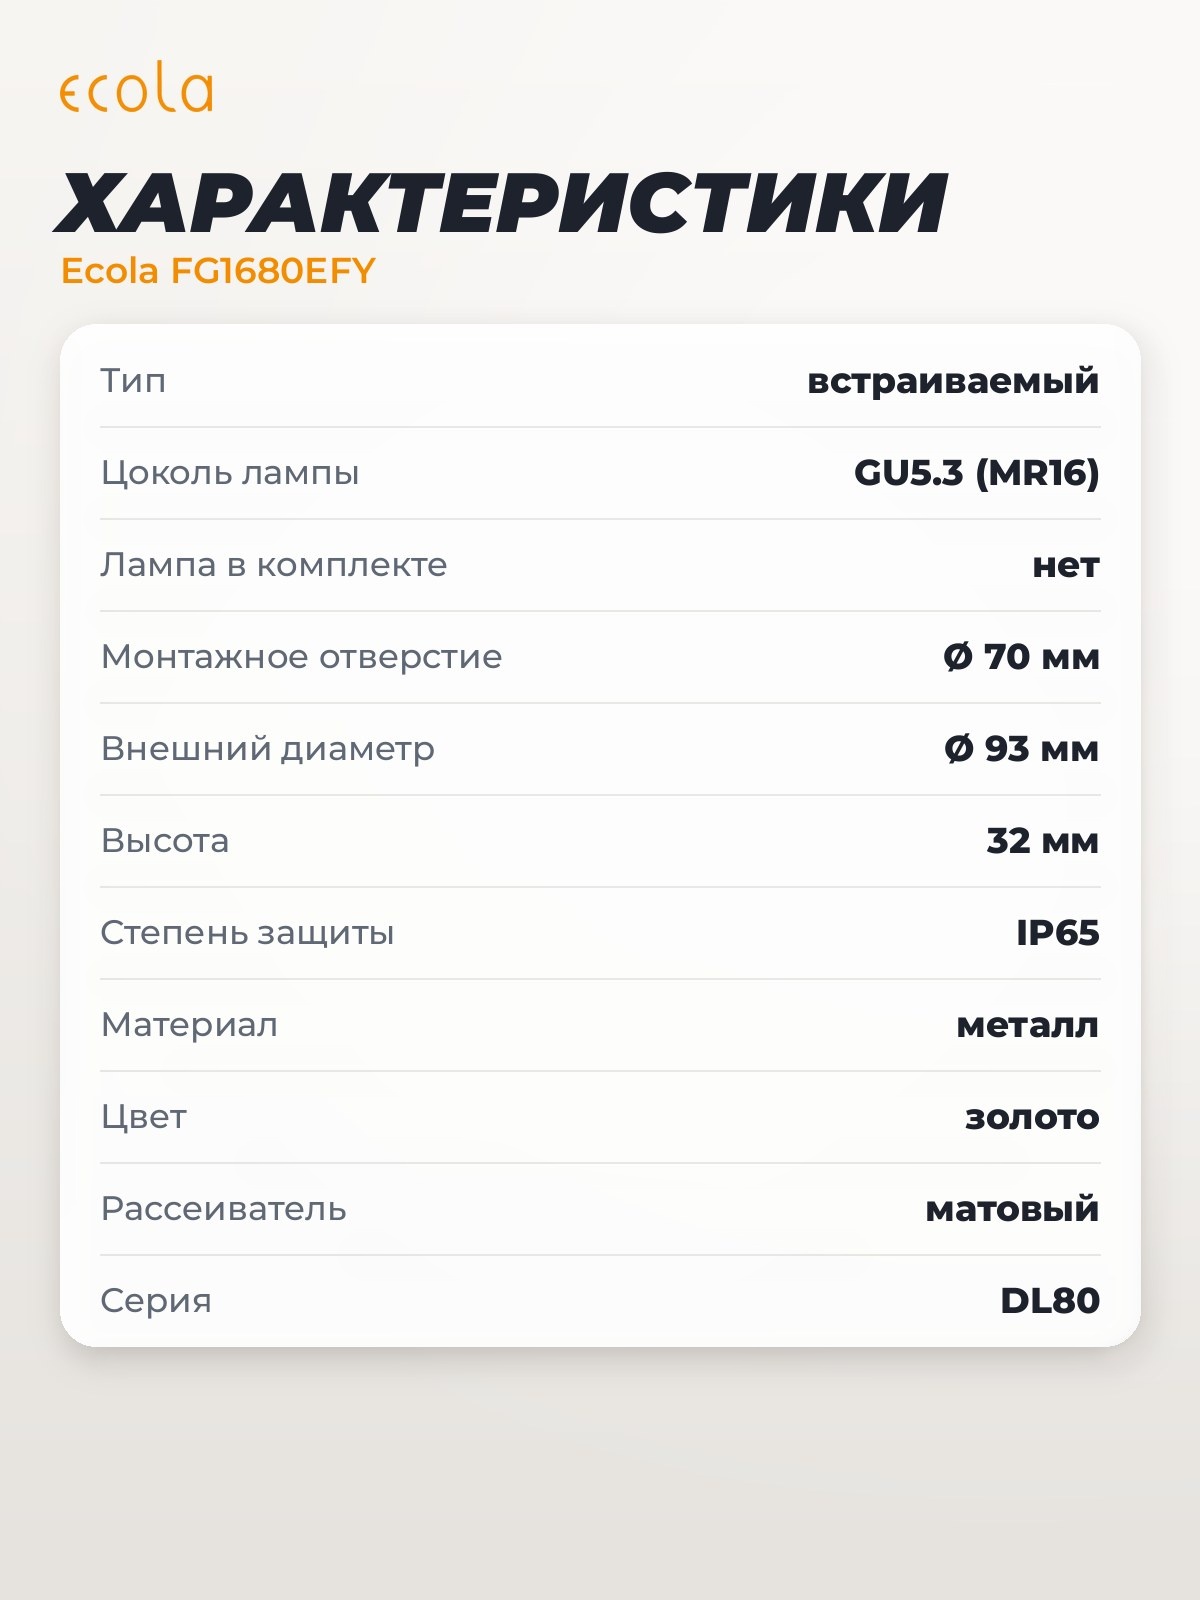 ecola
ХАРАКТЕРИСТИКИ
Ecola FG1680EFY
Тип встраиваемый
Цоколь лампы GU5.3 (MR16)
Лампа в комплекте нет
Монтажное отверстие Ø 70 мм
Внешний диаметр Ø 93 мм
Высота 32 мм
Степень защиты IP65
Материал металл
Цвет золото
Рассеиватель матовый
Серия DL80